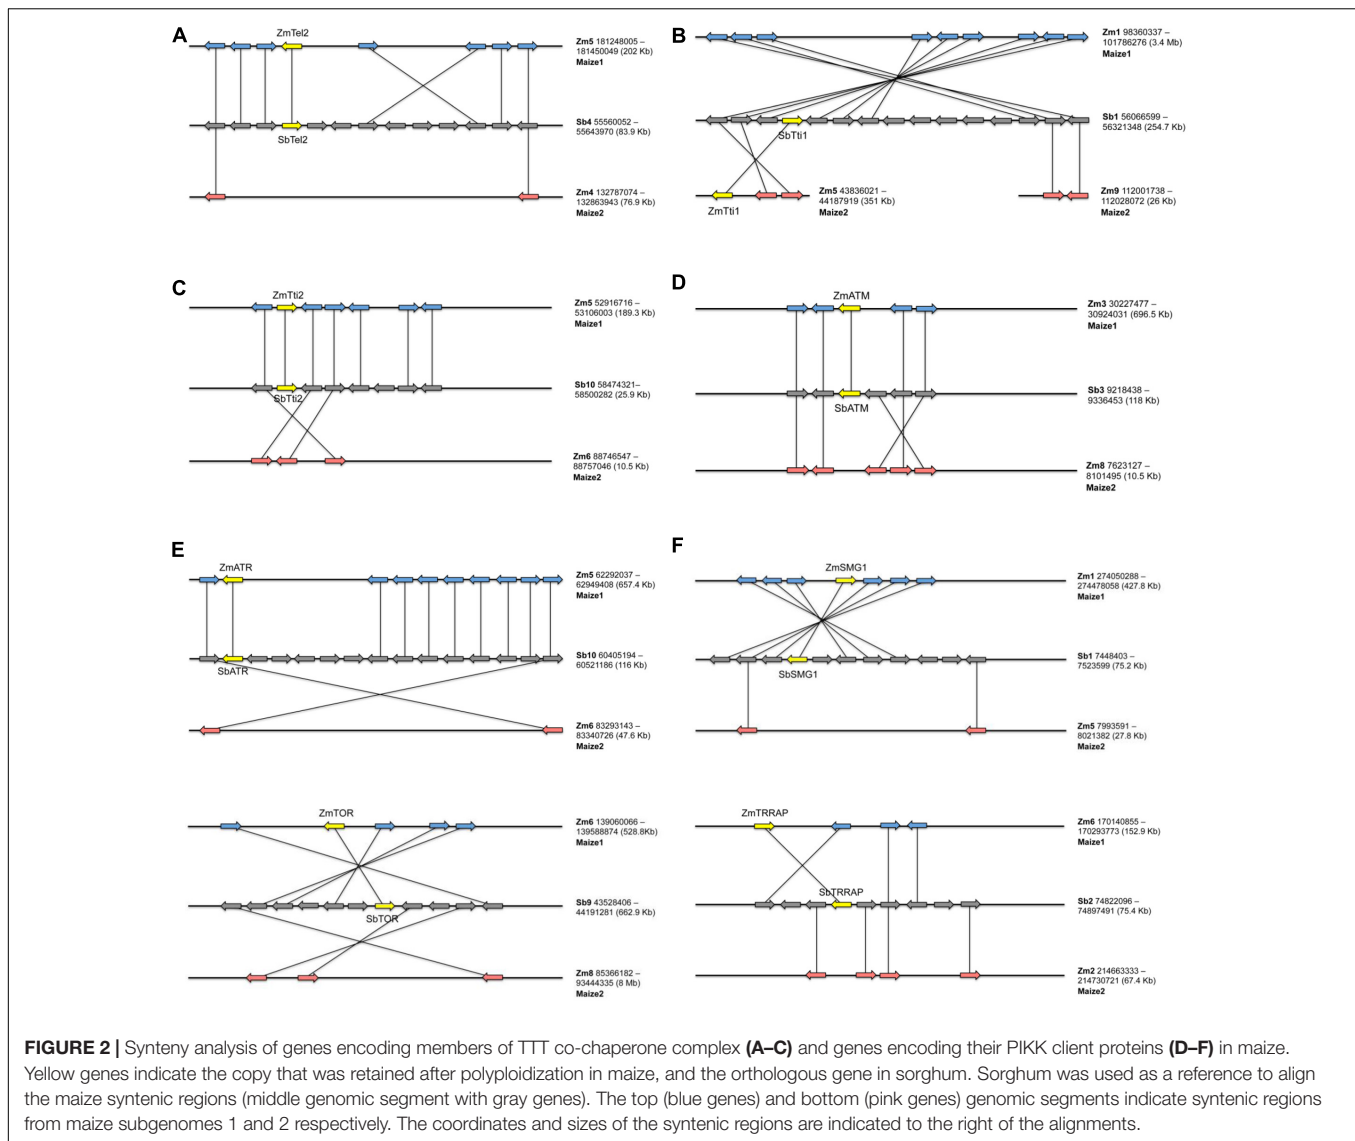 A
ZmTel2
Zm5 181248005 –
181450049 (202 Kb)
Maize1
Sb4 55560052 –
55643970 (83.9 Kb)
SbTel2
Zm4 132787074 –
132863943 (76.9 Kb)
Maize2
B
Zm1 98360337 –
101786276 (3.4 Mb)
Maize1
Sb1 56066599 –
56321348 (254.7 Kb)
SbTti1
Zm5 43836021 –
44187919 (351 Kb)
Maize2
ZmTti1
Zm9 112001738 –
112028072 (26 Kb)
Maize2
C
ZmTti2
Zm5 52916716 –
53106003 (189.3 Kb)
Maize1
Sb10 58474321–
58500282 (25.9 Kb)
SbTti2
Zm6 88746547 –
88757046 (10.5 Kb)
Maize2
D
ZmATM
Zm3 30227477 –
30924031 (696.5 Kb)
Maize1
Sb3 9218438 –
9336453 (118 Kb)
SbATM
Zm8 7623127 –
8101495 (10.5 Kb)
Maize2
E
ZmATR
Zm5 62292037 –
62949408 (657.4 Kb)
Maize1
Sb10 60405194 –
60521186 (116 Kb)
SbATR
Zm6 83293143 –
83340726 (47.6 Kb)
Maize2
F
ZmSMG1
Zm1 274050288 –
274478058 (427.8 Kb)
Maize1
Sb1 7448403 –
7523599 (75.2 Kb)
SbSMG1
Zm5 7993591 –
8021382 (27.8 Kb)
Maize2
ZmTOR
Zm6 139060066 –
139588874 (528.8Kb)
Maize1
Sb9 43528406 –
44191281 (662.9 Kb)
SbTOR
Zm8 85366182 –
93444335 (8 Mb)
Maize2
ZmTRRAP
Zm6 170140855 –
170293773 (152.9 Kb)
Maize1
SbTRRAP
Sb2 74822096 –
74897491 (75.4 Kb)
Zm2 214663333 –
214730721 (67.4 Kb)
Maize2
FIGURE 2 | Synteny analysis of genes encoding members of TTT co-chaperone complex (A–C) and genes encoding their PIKK client proteins (D–F) in maize.
Yellow genes indicate the copy that was retained after polyploidization in maize, and the orthologous gene in sorghum. Sorghum was used as a reference to align
the maize syntenic regions (middle genomic segment with gray genes). The top (blue genes) and bottom (pink genes) genomic segments indicate syntenic regions
from maize subgenomes 1 and 2 respectively. The coordinates and sizes of the syntenic regions are indicated to the right of the alignments.